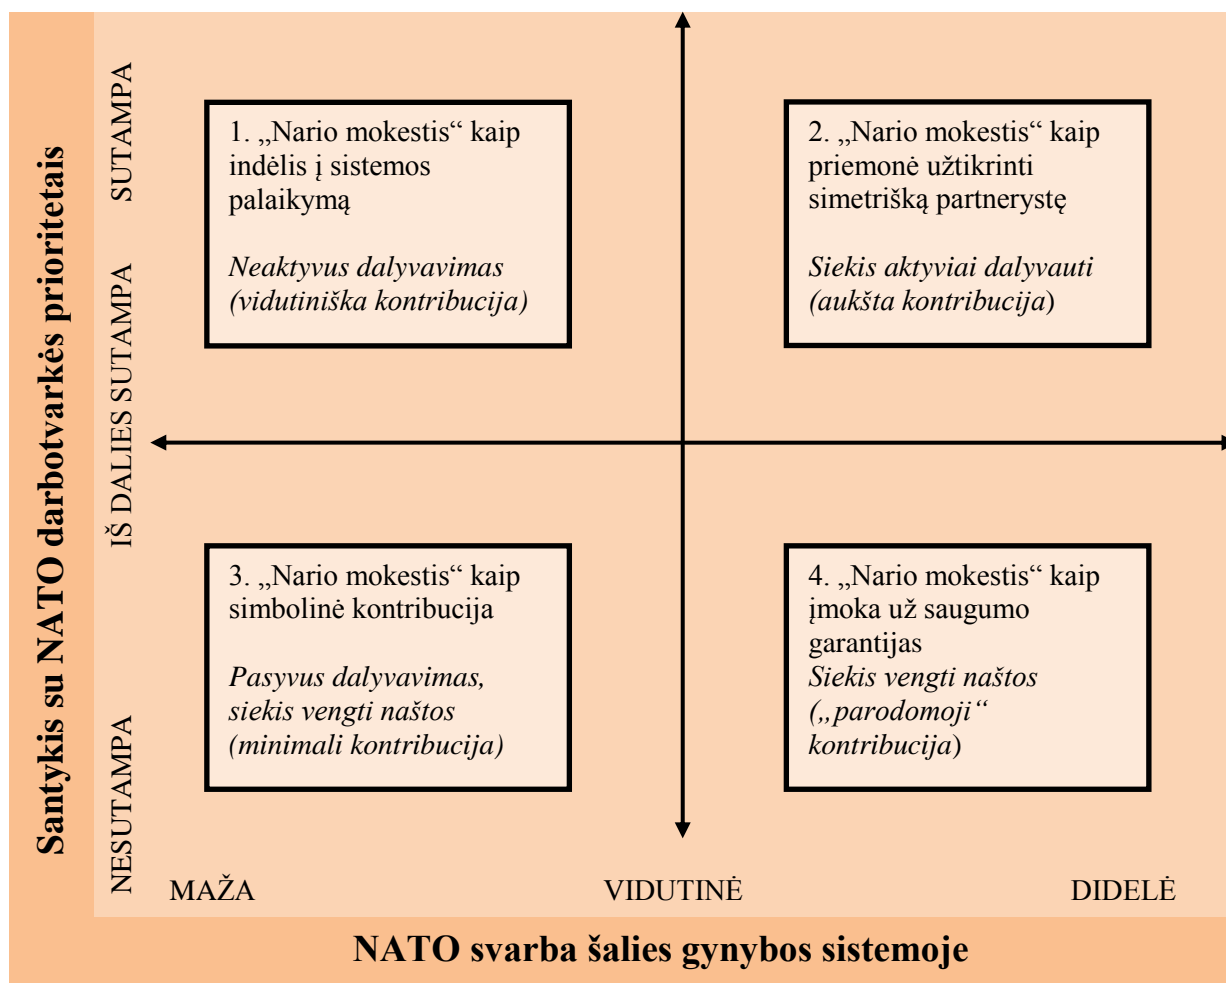 Santykis su NATO darbotvarkės prioritetais
SUTAMPA
IŠ DALIES SUTAMPA
NESUTAMPA
1. „Nario mokestis“ kaip
indėlis į sistemos
palaikymą
Neaktyvus dalyvavimas
(vidutiniška kontribucija)
2. „Nario mokestis“ kaip
priemonė užtikrinti
simetrišką partnerystę
Siekis aktyviai dalyvauti
(aukšta kontribucija)
3. „Nario mokestis“ kaip
simbolinė kontribucija
Pasyvus dalyvavimas,
siekis vengti naštos
(minimali kontribucija)
4. „Nario mokestis“ kaip
įmoka už saugumo
garantijas
Siekis vengti naštos
(„parodomoji“
kontribucija)
MAŽA
VIDUTINĖ
DIDELĖ
NATO svarba šalies gynybos sistemoje